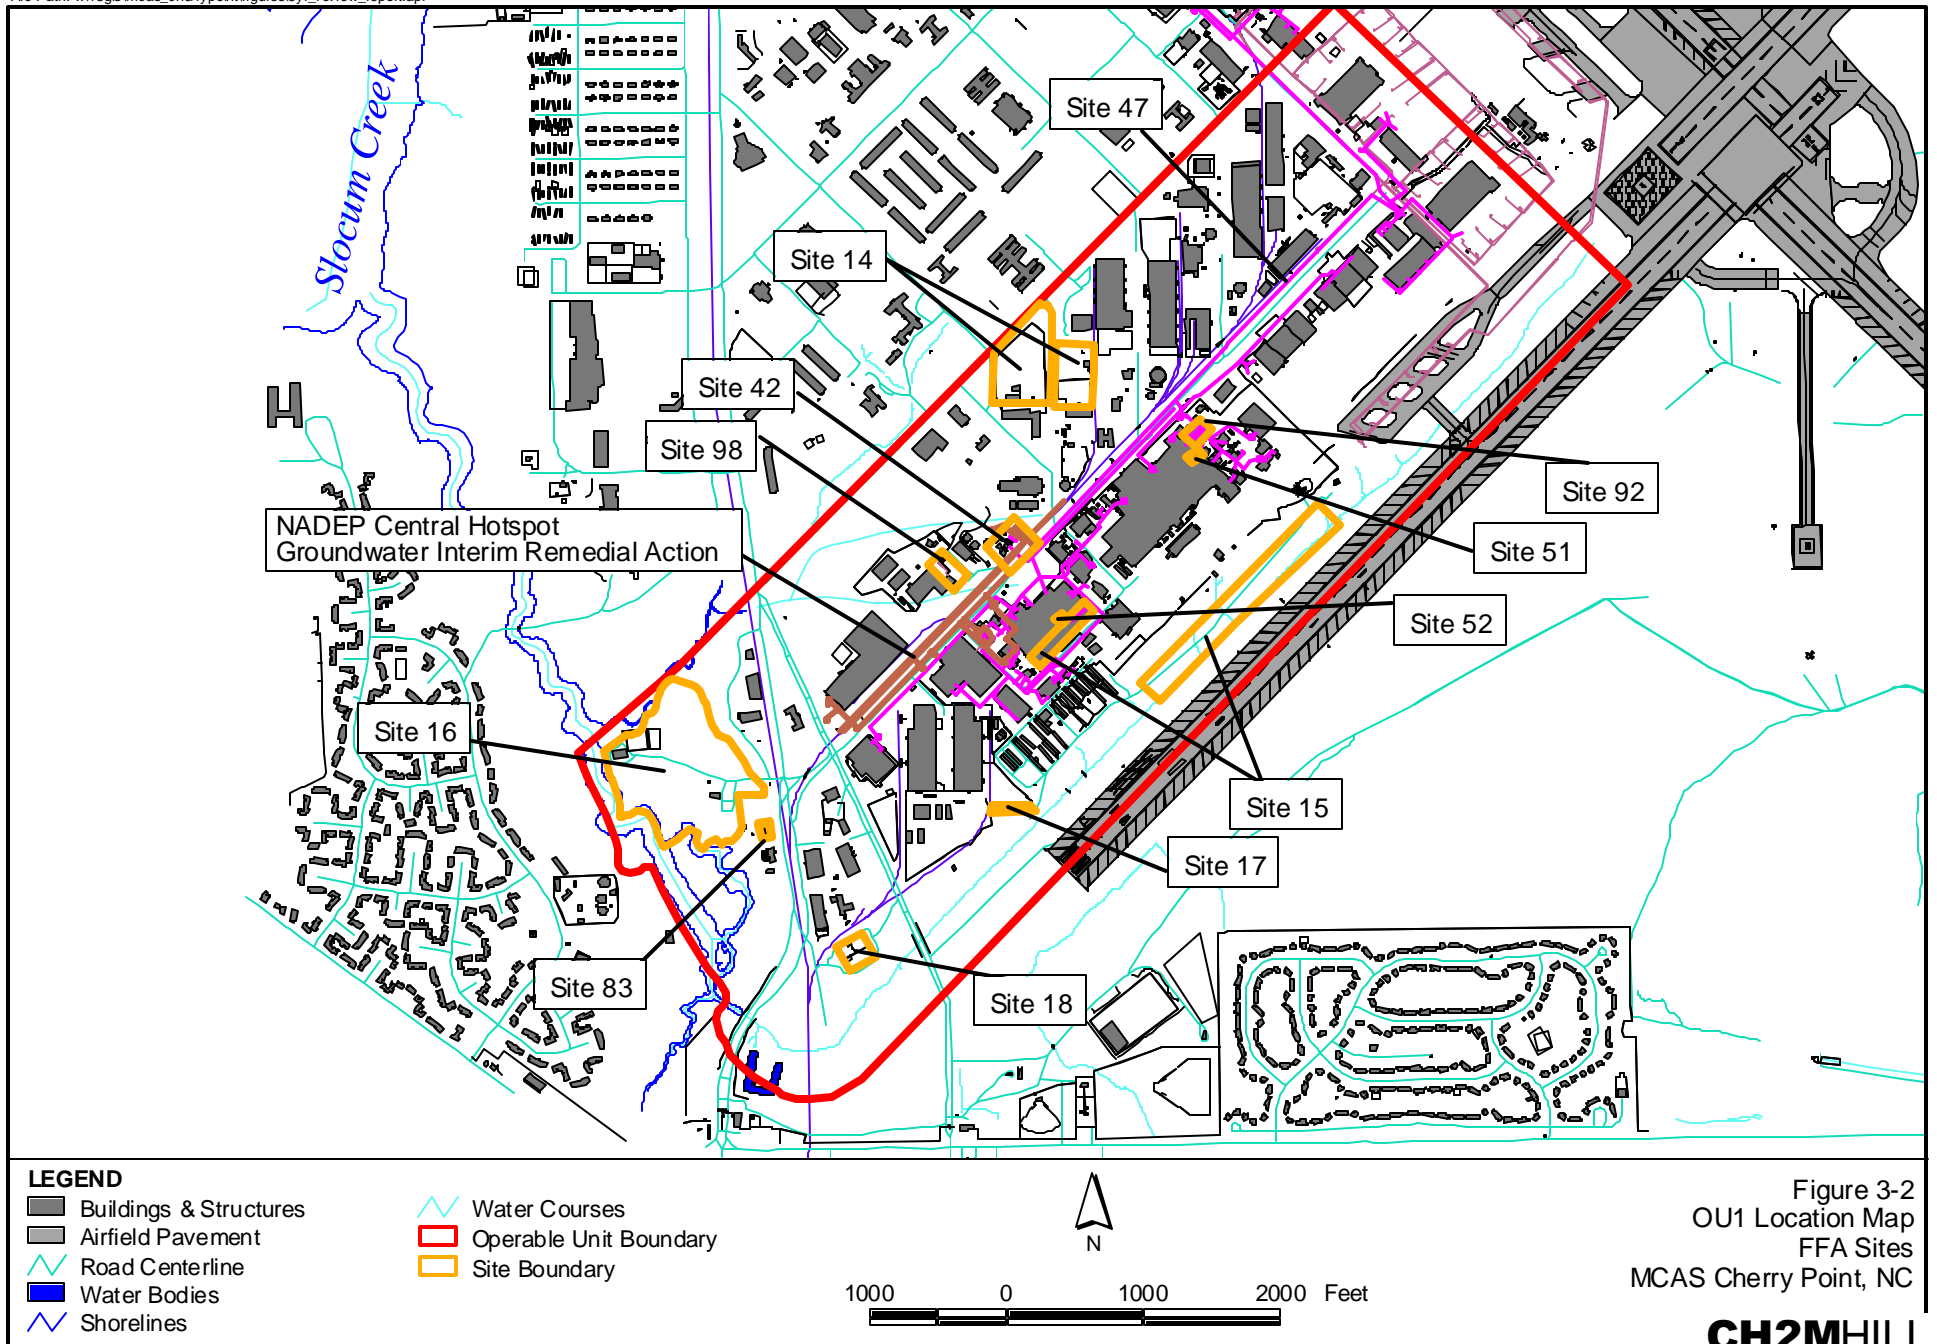 Slocum Creek
Site 47
Site 14
Site 42
Site 98
NADEP Central Hotspot
Groundwater Interim Remedial Action
Site 92
Site 51
Site 52
Site 16
Site 15
Site 17
Site 83
Site 18
LEGEND
Buildings & Structures
Airfield Pavement
Road Centerline
Water Bodies
Shorelines
Water Courses
Operable Unit Boundary
Site Boundary
N
1000 0 1000 2000 Feet
Figure 3-2
OU1 Location Map
FFA Sites
MCAS Cherry Point, NC
CH2MHILL